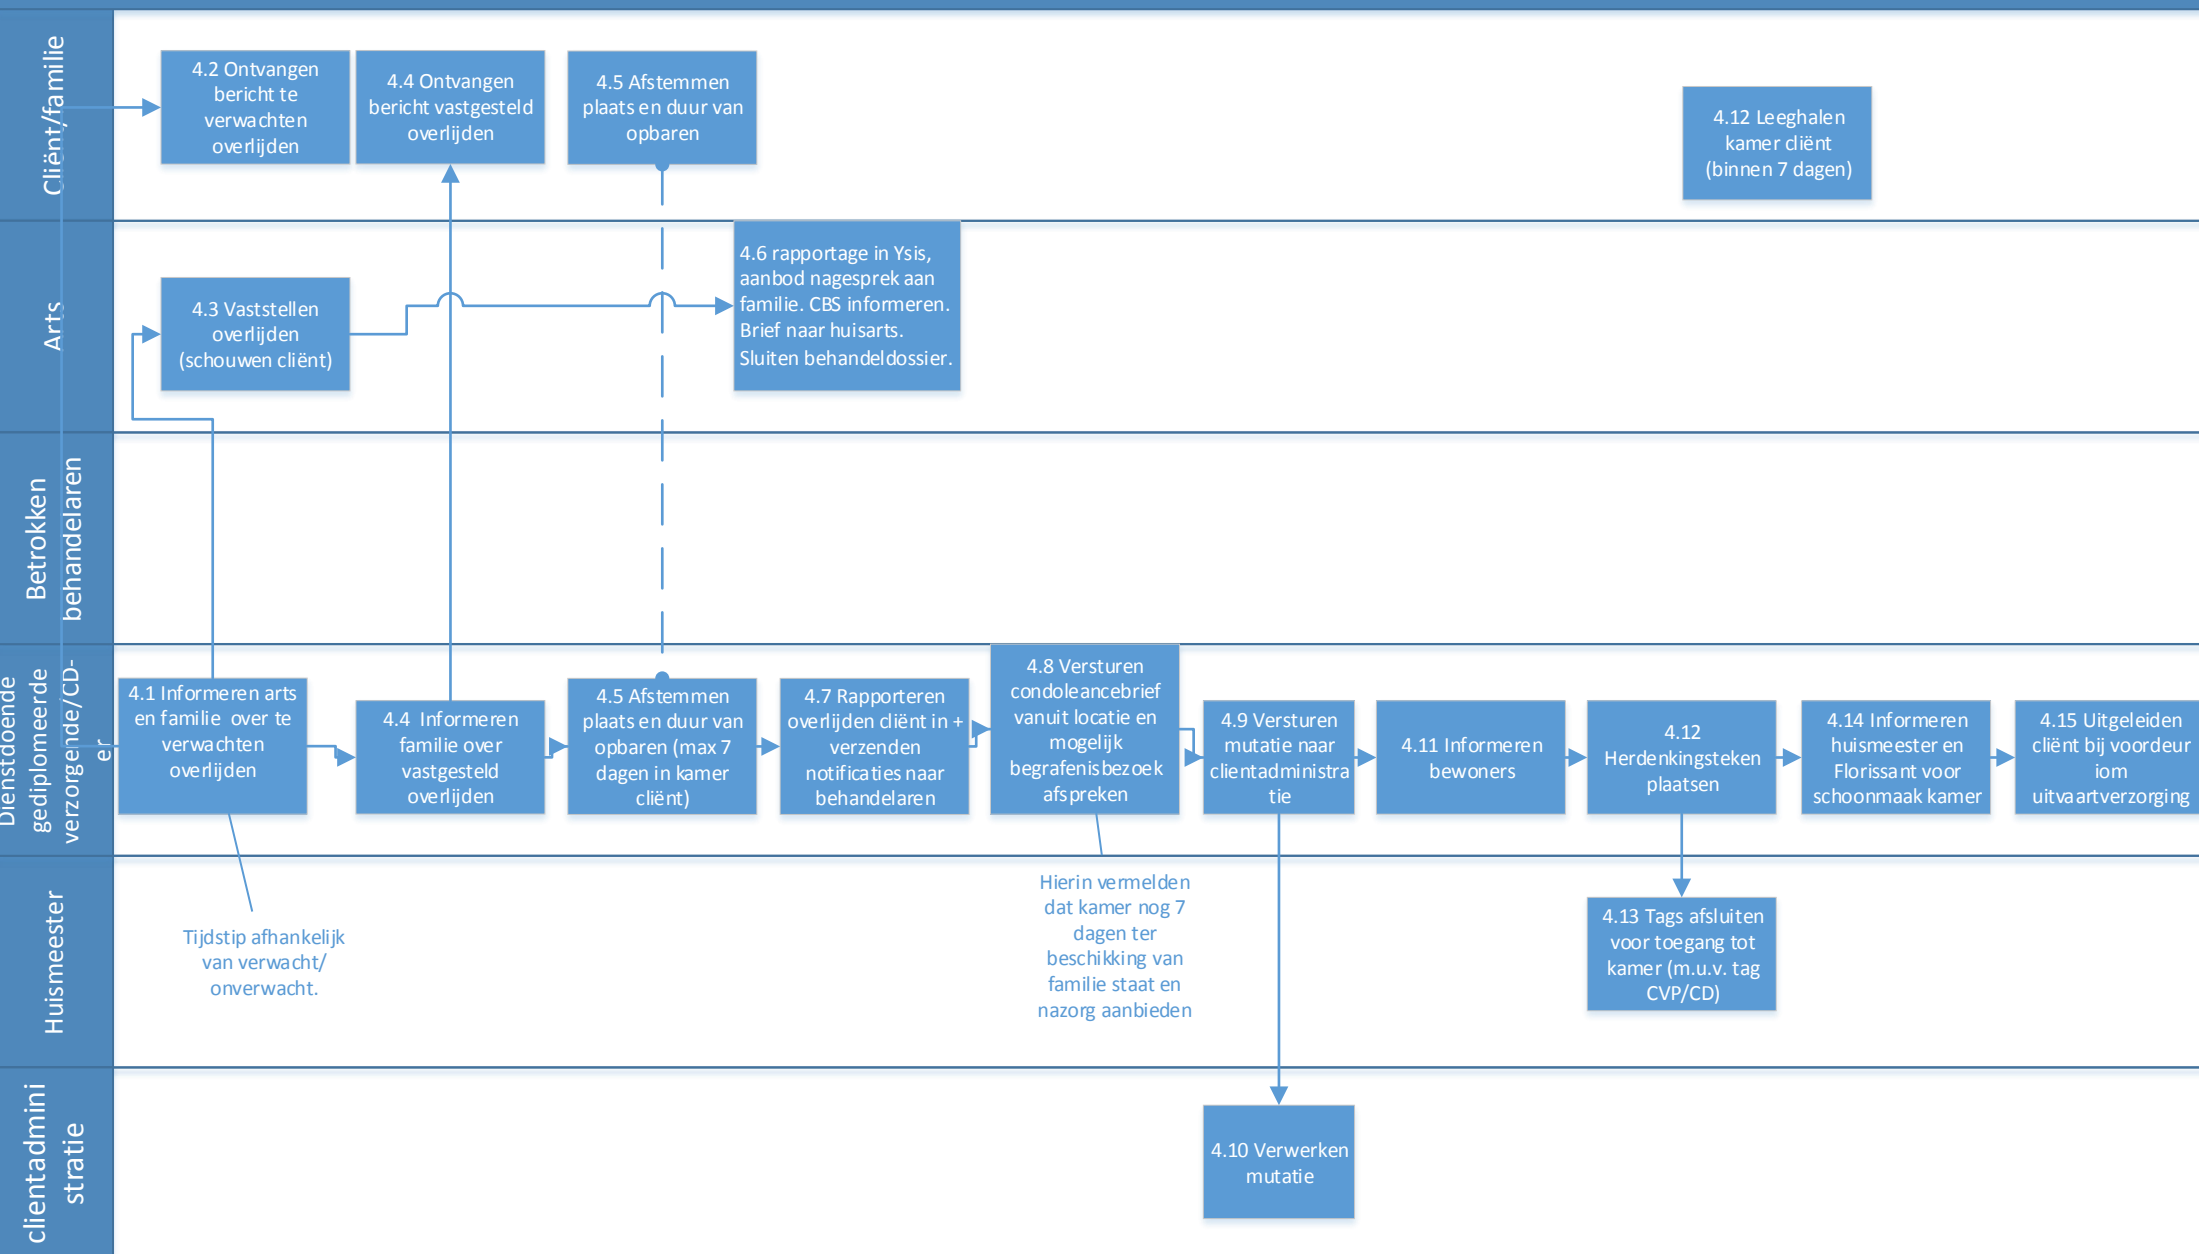 Cliënt/familie
4.2 Ontvangen
bericht te
verwachten
overlijden
4.4 Ontvangen
bericht vastgesteld
overlijden
4.5 Afstemmen
plaats en duur van
opbaren
4.12 Leeghalen
kamer cliënt
(binnen 7 dagen)
Arts
4.3 Vaststellen
overlijden
(schouwen cliënt)
4.6 rapportage in Ysis,
aanbod nagesprek aan
familie. CBS informeren.
Brief naar huisarts.
Sluiten behandeldossier.
Betrokken
behandelaren
Dienstdoende
gediplomeerde
verzorgende/CD-
er
4.1 Informeren arts
en familie over te
verwachten
overlijden
4.4 Informeren
familie over
vastgesteld
overlijden
4.5 Afstemmen
plaats en duur van
opbaren (max 7
dagen in kamer
cliënt)
4.7 Rapporteren
overlijden cliënt in +
verzenden
notificaties naar
behandelaren
4.8 Versturen
condoleancebrief
vanuit locatie en
mogelijk
begrafenisbezoek
afspreken
4.9 Versturen
mutatie naar
clientadministra
tie
4.11 Informeren
bewoners
4.12
Herdenkingsteken
plaatsen
4.14 Informeren
huismeester en
Florissant voor
schoonmaak kamer
4.15 Uitgeleiden
cliënt bij voordeur
iom
uitvaartverzorging
Huismeester
Tijdstip afhankelijk
van verwacht/
onverwacht.
Hierin vermelden
dat kamer nog 7
dagen ter
beschikking van
familie staat en
nazorg aanbieden
4.13 Tags afsluiten
voor toegang tot
kamer (m.u.v. tag
CVP/CD)
clientadmini
stratie
4.10 Verwerken
mutatie